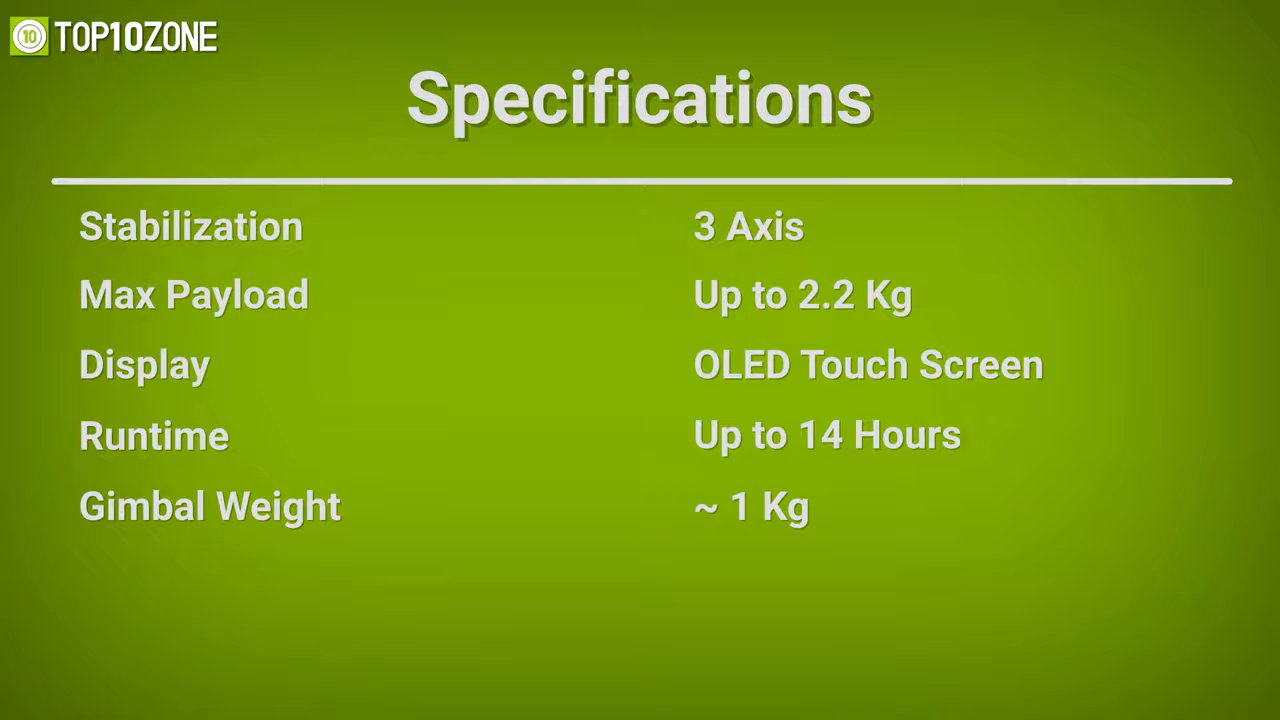 TOP10ZONE
Specifications
Stabilization 3 Axis
Max Payload Up to 2.2 Kg
Display OLED Touch Screen
Runtime Up to 14 Hours
Gimbal Weight ~ 1 Kg